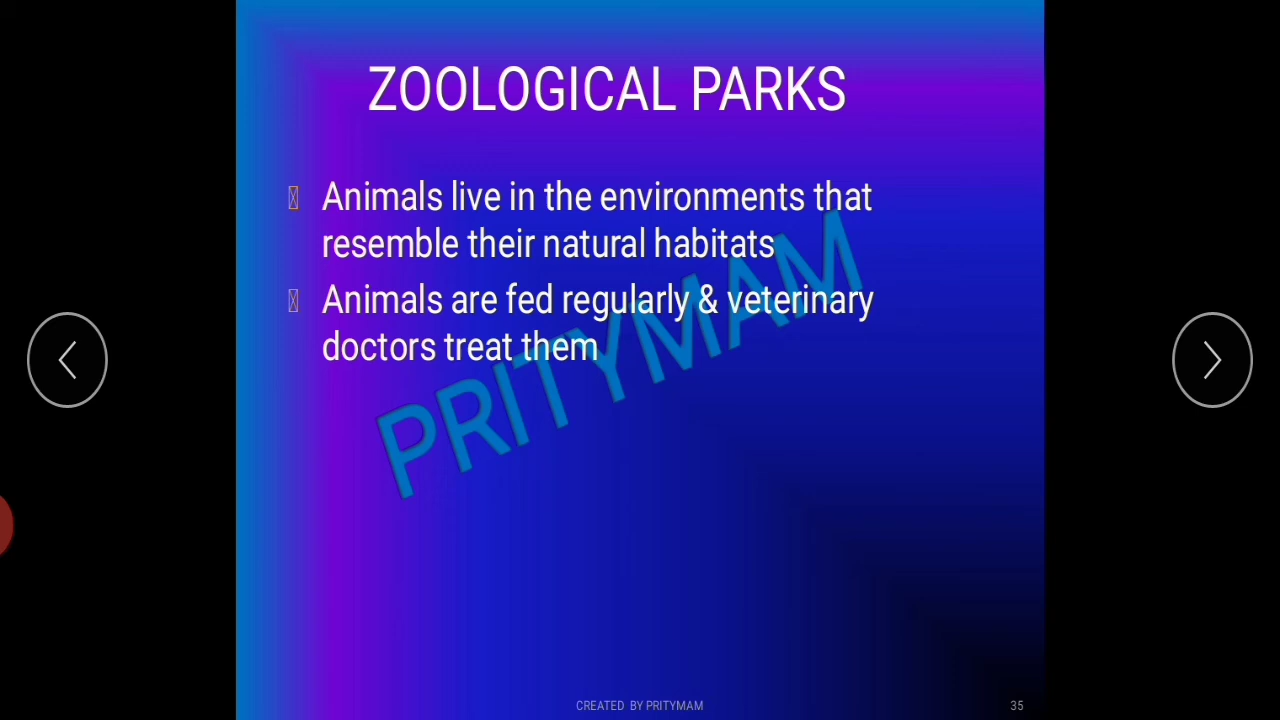 ZOOLOGICAL PARKS
Animals live in the environments that
resemble their natural habitats
Animals are fed regularly & veterinary
doctors treat them
PRITYMAM
CREATED BY PRITYMAM
35